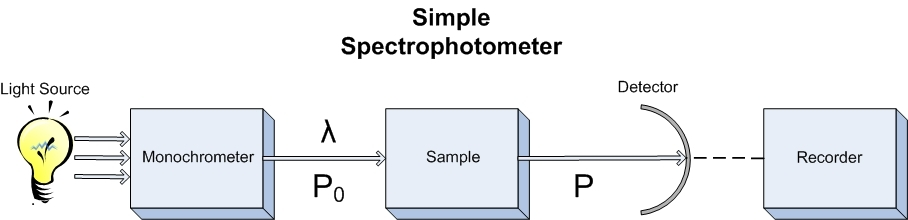 Simple
Spectrophotometer
Light Source
Detector
Monochrometer
λ
P₀
Sample
P
Recorder